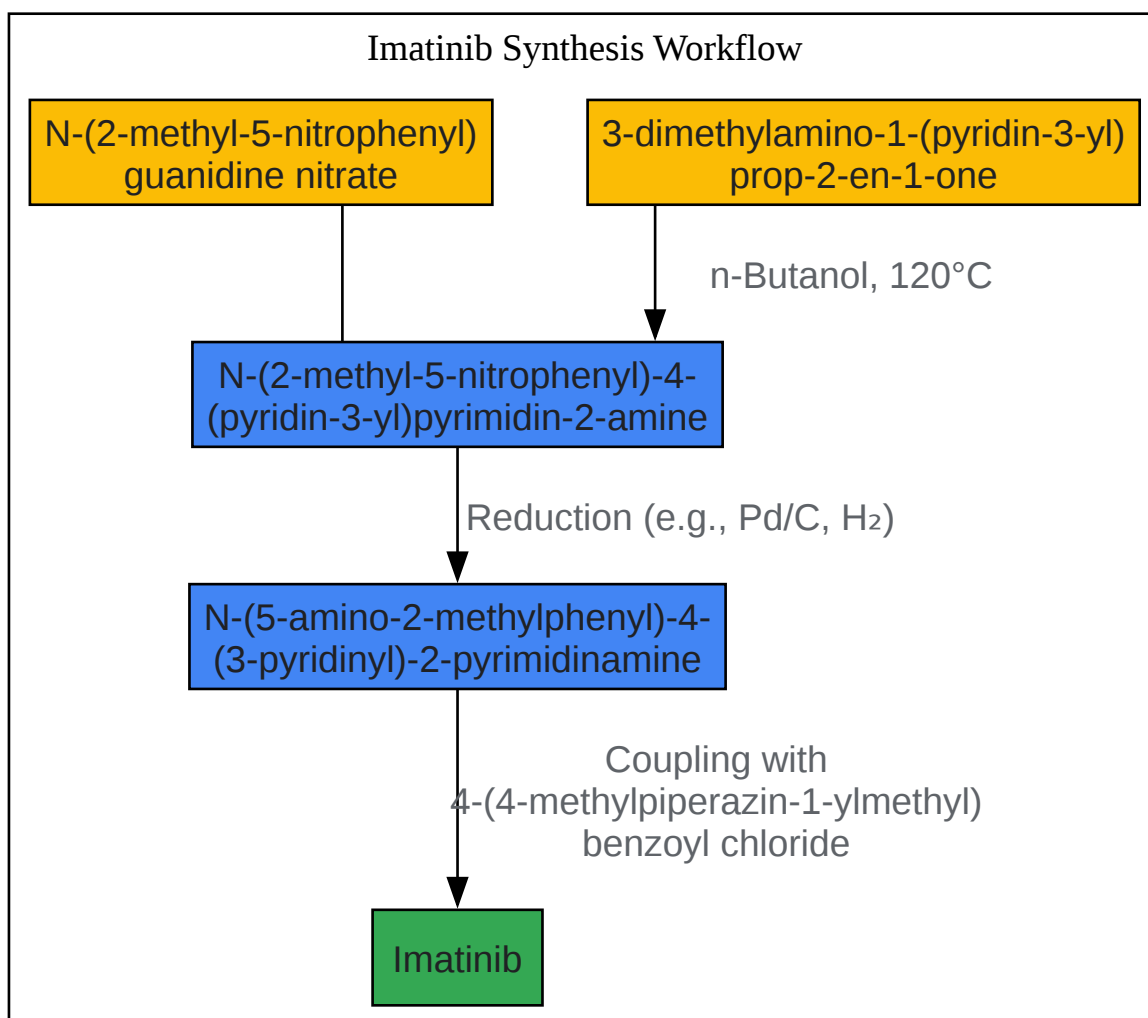 Imatinib Synthesis Workflow
N-(2-methyl-5-nitrophenyl)
guanidine nitrate
3-dimethylamino-1-(pyridin-3-yl)
prop-2-en-1-one
n-Butanol, 120°C
N-(2-methyl-5-nitrophenyl)-4-
(pyridin-3-yl)pyrimidin-2-amine
Reduction (e.g., Pd/C, H₂)
N-(5-amino-2-methylphenyl)-4-
(3-pyridinyl)-2-pyrimidinamine
Coupling with
4-(4-methylpiperazin-1-ylmethyl)
benzoyl chloride
Imatinib